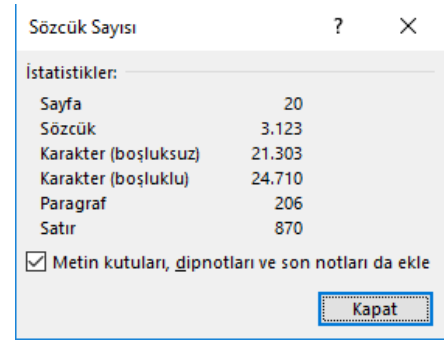 Sözcük Sayısı ?
İstatistikler:
Sayfa 20
Sözcük 3.123
Karakter (boşluksuz) 21.303
Karakter (boşluklu) 24.710
Paragraf 206
Satır 870
Metin kutuları, dipnotları ve son notları da ekle
Kapat